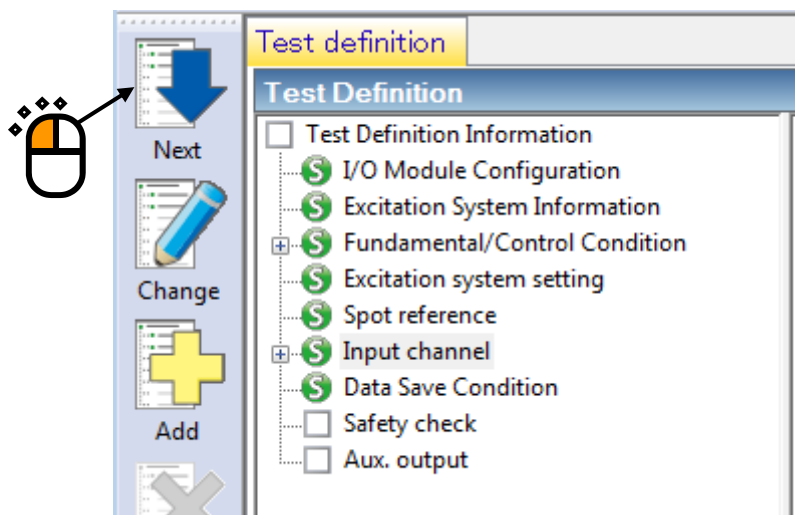 Test definition
Test Definition
Next
Change
Add
Test Definition Information
S I/O Module Configuration
S Excitation System Information
S Fundamental/Control Condition
S Excitation system setting
S Spot reference
S Input channel
S Data Save Condition
Safety check
Aux. output